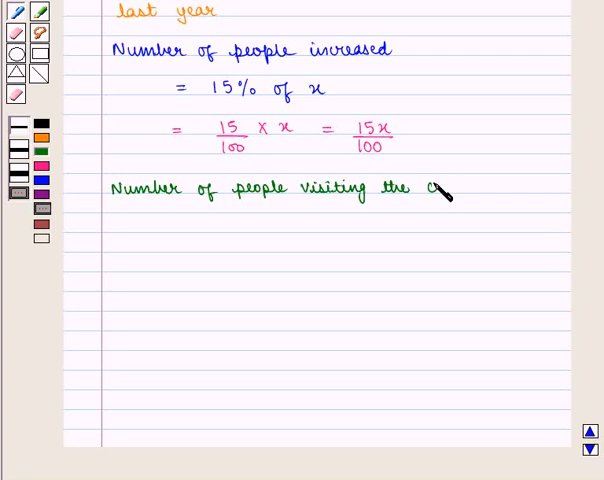 last year
Number of people increased
= 15% of x
= 15/100 × x = 15x/100
Number of people visiting the